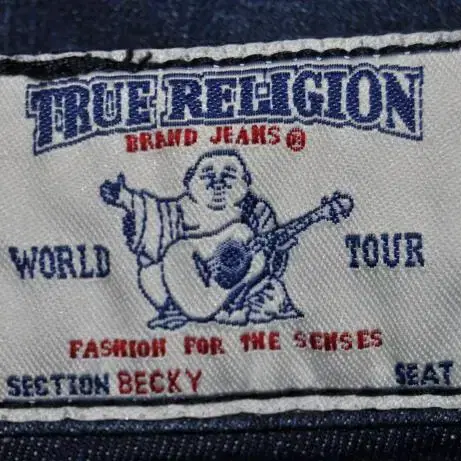 TRUE RELIGION
BRAND JEANS ®
WORLD TOUR
FASHION FOR THE SENSES
SECTION BECKY SEAT